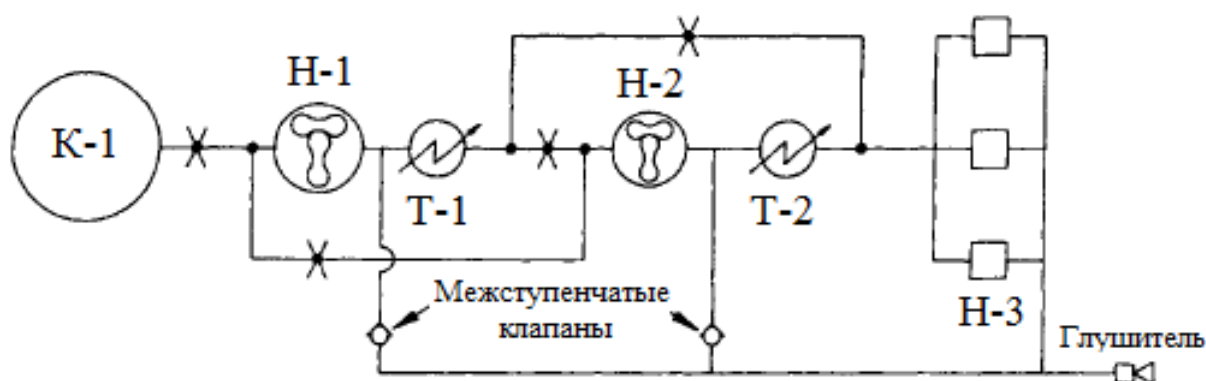 Н-1
Н-2
К-1
Т-1
Т-2
Межступенчатые
клапаны
Н-3
Глушитель